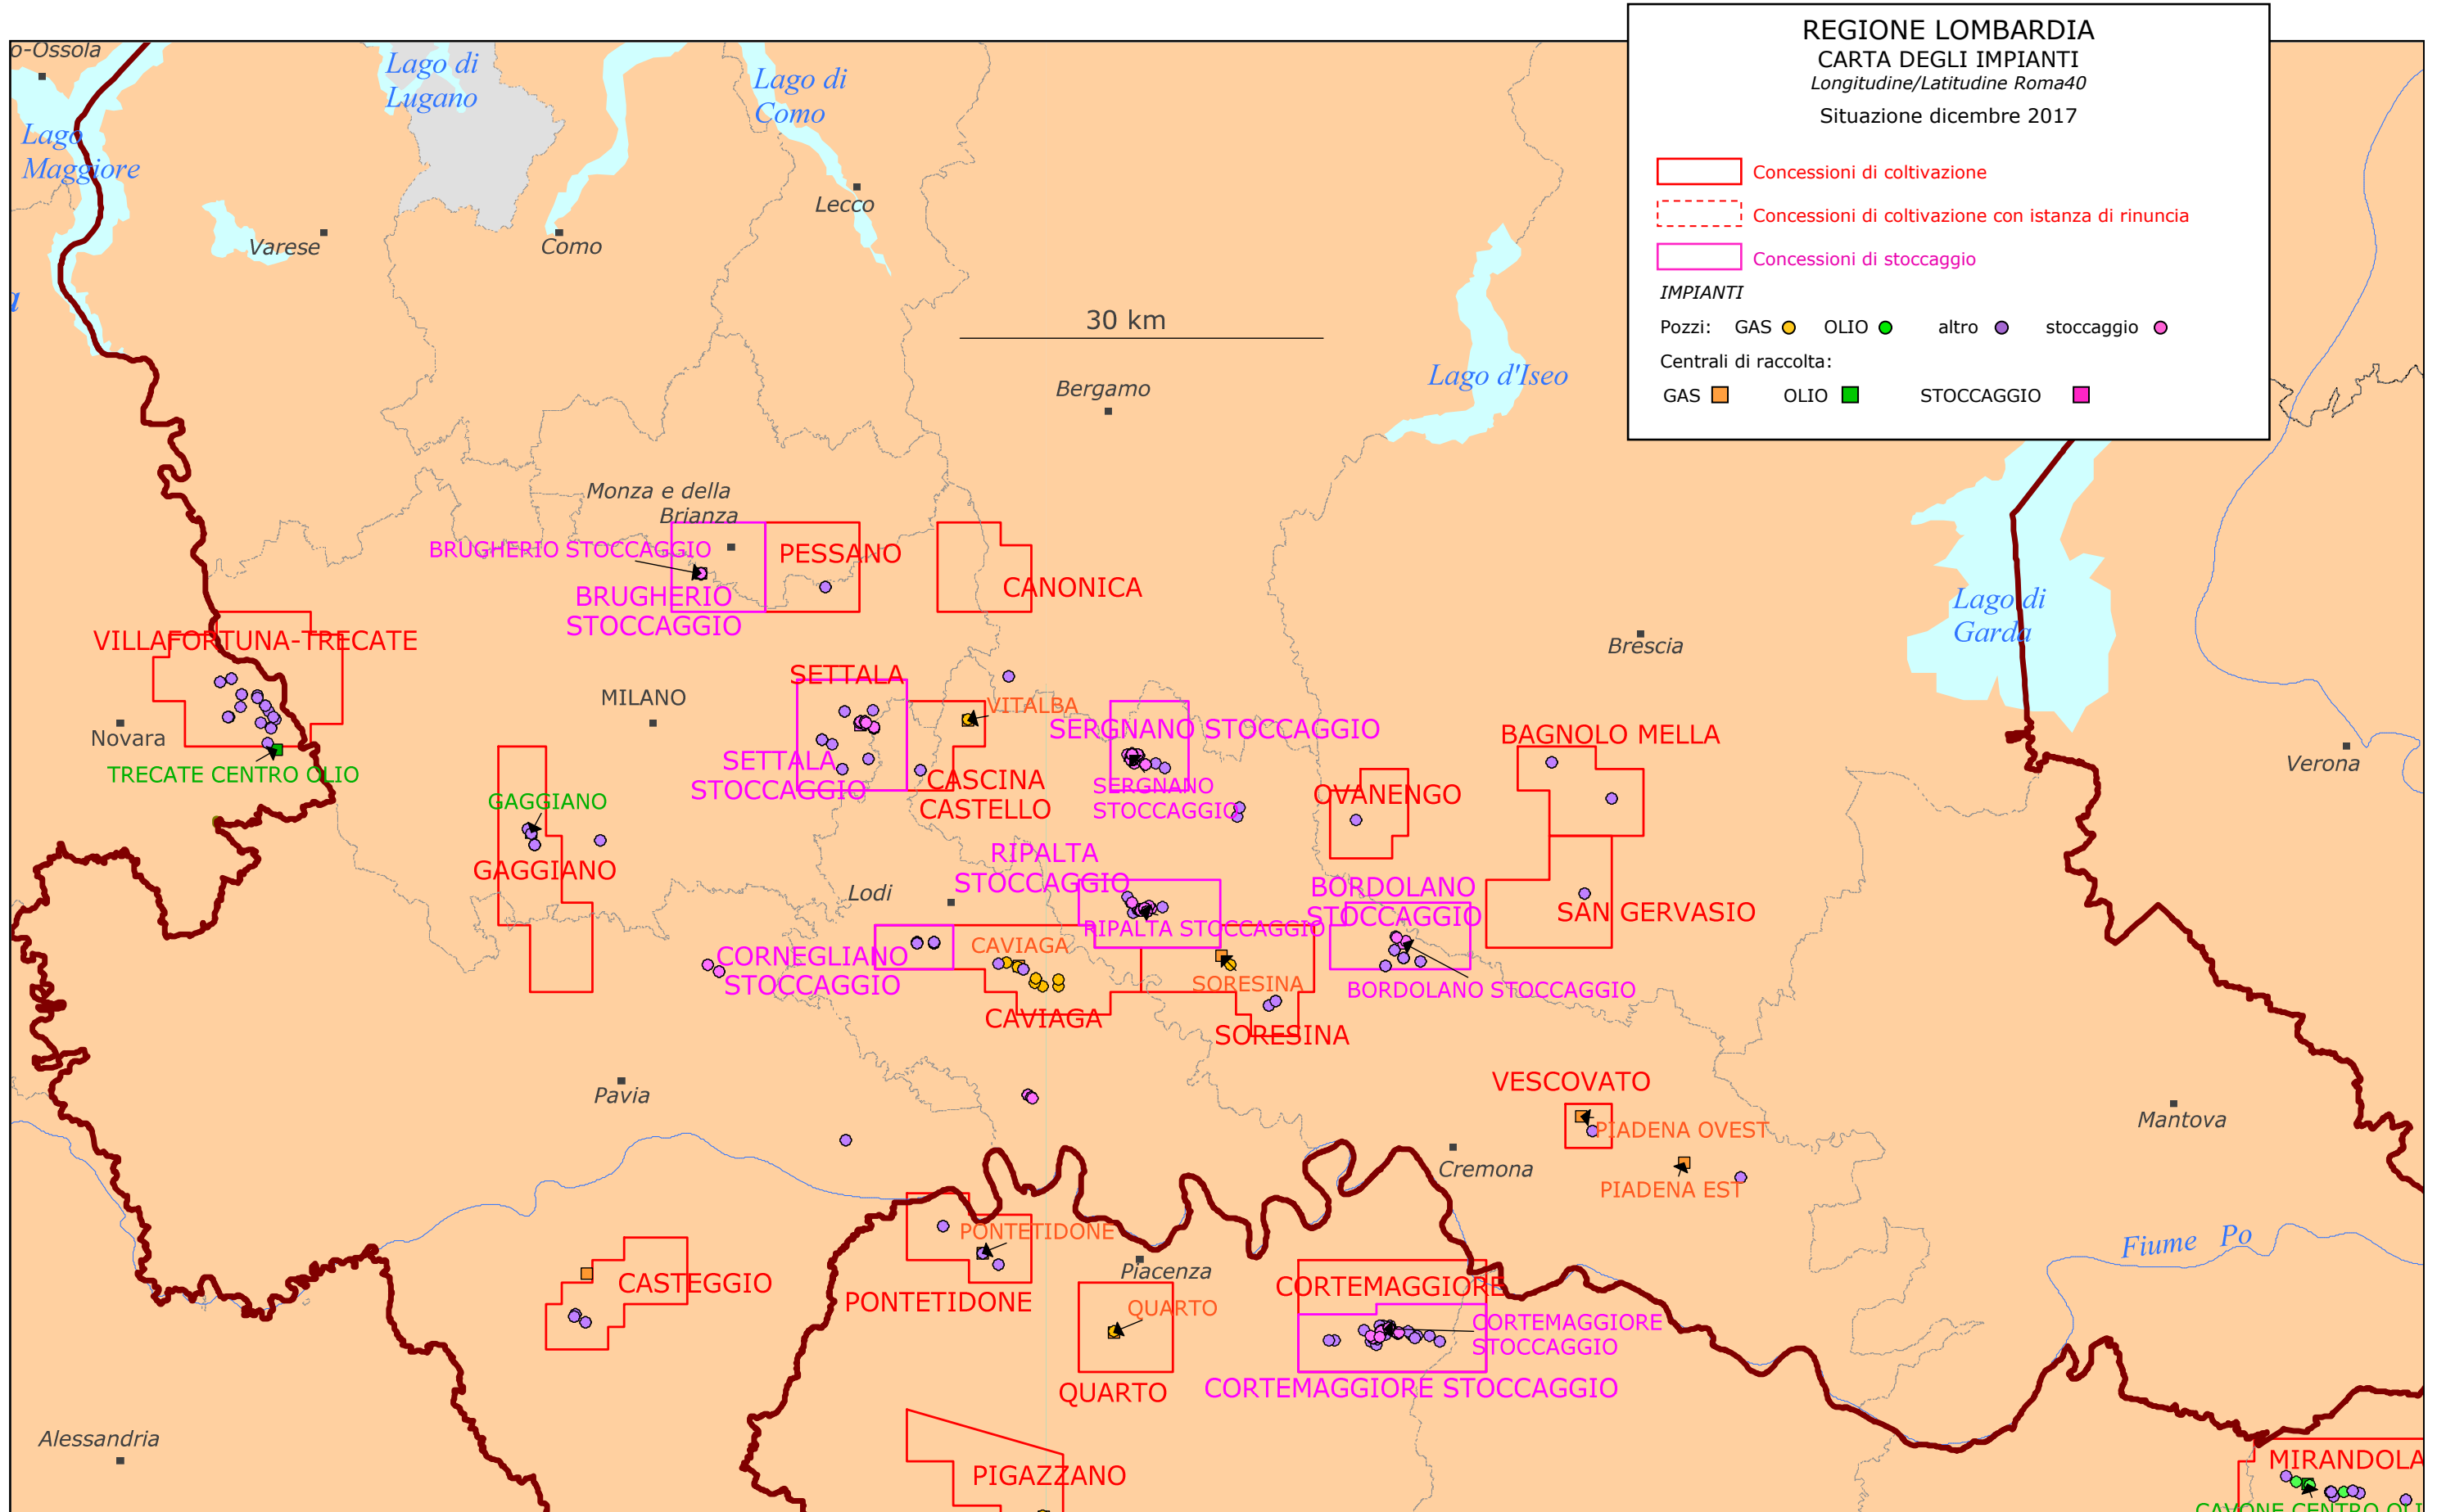 REGIONE LOMBARDIA
CARTA DEGLI IMPIANTI
Longitudine/Latitudine Roma40
Situazione dicembre 2017
Concessioni di coltivazione
Concessioni di coltivazione con istanza di rinuncia
Concessioni di stoccaggio
IMPIANTI
Pozzi: GAS OLIO altro stoccaggio
Centrali di raccolta:
GAS OLIO STOCCAGGIO
o-Ossola
Lago di
Lugano
Lago di
Como
Lago
Maggiore
Lecco
Varese
Como
a
30 km
Bergamo
Lago d'Iseo
Monza e della
Brianza
BRUGHERIO STOCCAGGIO
PESSANO
CANONICA
BRUGHERIO
STOCCAGGIO
Lago di
Garda
VILLAFORTUNA-TRECATE
Brescia
SETTALA
MILANO
VITALBA
SERGNANO STOCCAGGIO
BAGNOLO MELLA
Novara
Verona
TRECATE CENTRO OLIO
SETTALA
STOCCAGGIO
CASCINA
CASTELLO
SERGNANO
STOCCAGGIO
OVANENGO
GAGGIANO
GAGGIANO
RIPALTA
STOCCAGGIO
Lodi
BORDOLANO
STOCCAGGIO
SAN GERVASIO
RIPALTA STOCCAGGIO
CAVIAGA
CORNEGLIANO
STOCCAGGIO
SORESINA
BORDOLANO STOCCAGGIO
CAVIAGA
SORESINA
VESCOVATO
Pavia
Mantova
PIADENA OVEST
Cremona
PIADENA EST
PONTETIDONE
Fiume Po
Piacenza
CASTEGGIO
PONTETIDONE
CORTEMAGGIORE
QUARTO
CORTEMAGGIORE
STOCCAGGIO
QUARTO
CORTEMAGGIORE STOCCAGGIO
Alessandria
PIGAZZANO
MIRANDOLA
CAVONE CENTRO OLI